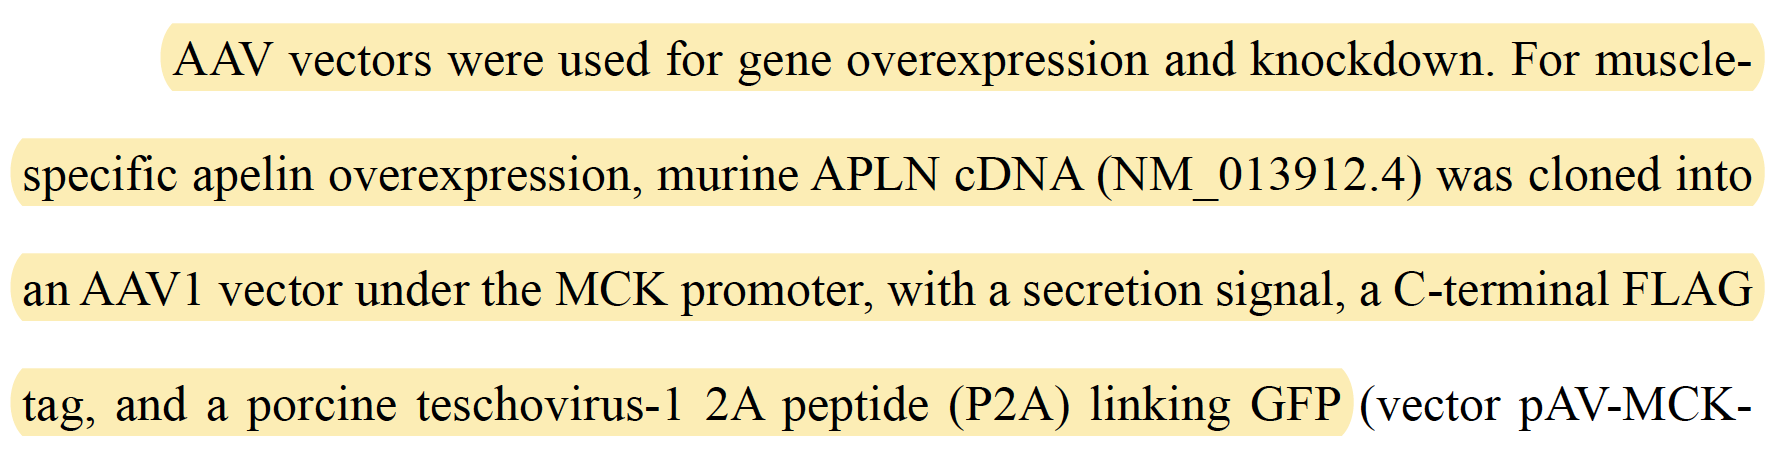 AAV vectors were used for gene overexpression and knockdown. For muscle-
specific apelin overexpression, murine APLN cDNA (NM_013912.4) was cloned into
an AAV1 vector under the MCK promoter, with a secretion signal, a C-terminal FLAG
tag, and a porcine teschovirus-1 2A peptide (P2A) linking GFP (vector pAV-MCK-